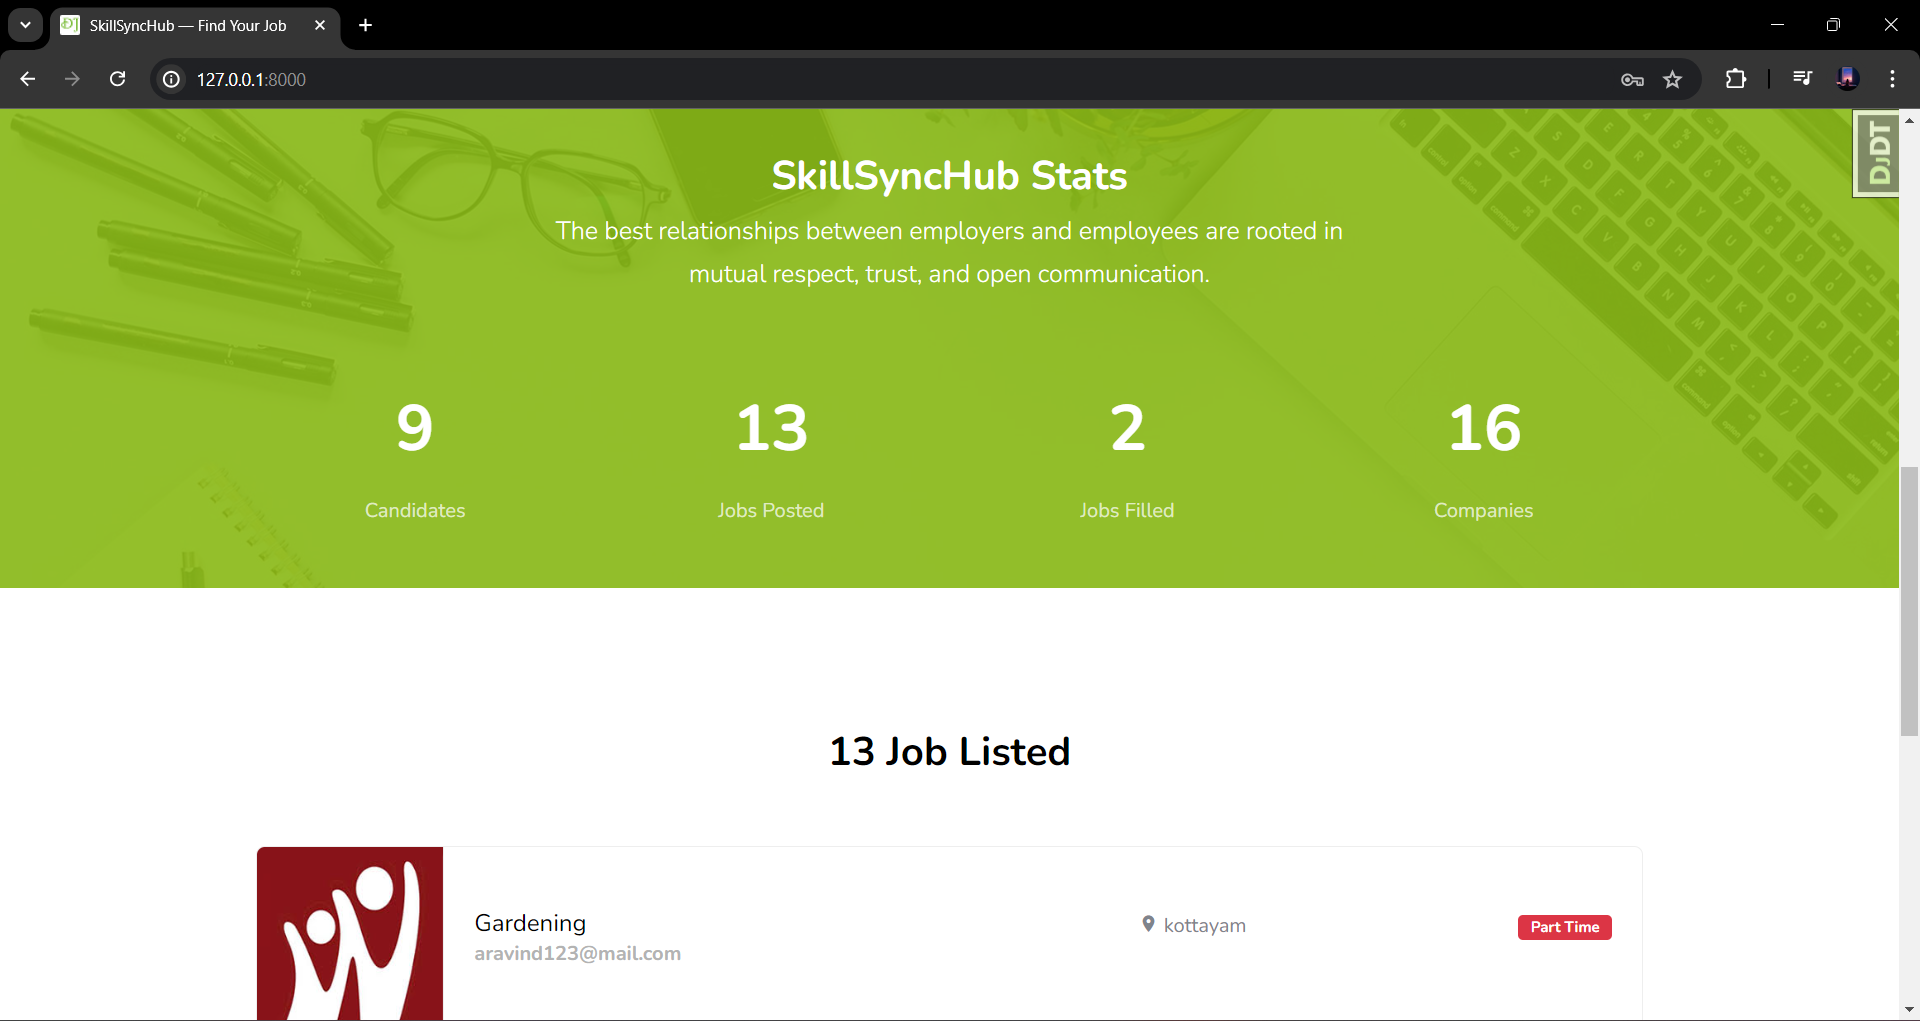 SkillSyncHub — Find Your Job
127.0.0.1:8000
DjDT
SkillSyncHub Stats
The best relationships between employers and employees are rooted in
mutual respect, trust, and open communication.
9
13
2
16
Candidates
Jobs Posted
Jobs Filled
Companies
13 Job Listed
Gardening
aravind123@mail.com
kottayam
Part Time